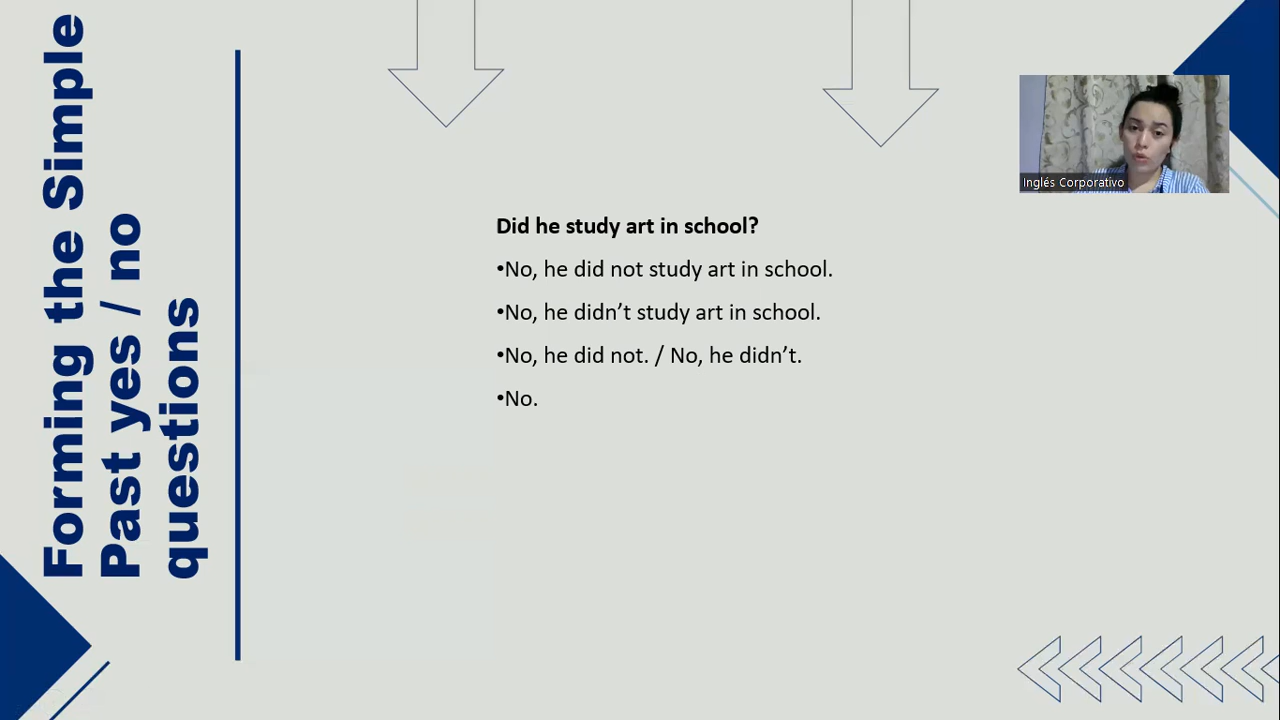 Forming the Simple
Past yes / no
questions
Did he study art in school?
•No, he did not study art in school.
•No, he didn’t study art in school.
•No, he did not. / No, he didn’t.
•No.
Inglés Corporativo